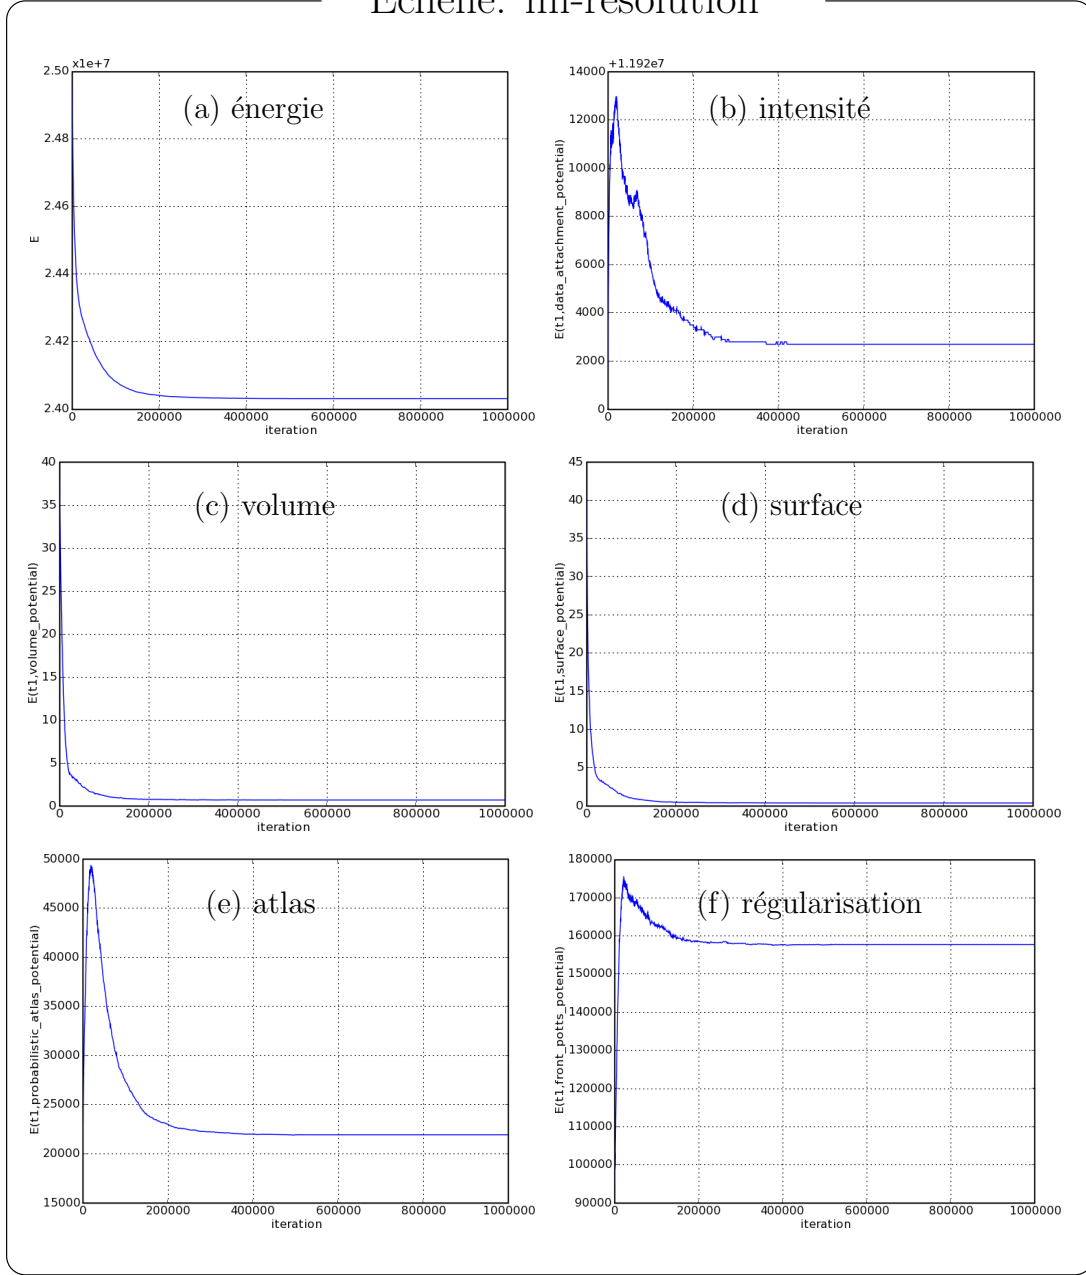 Échelle: mi-résolution
x1e+7
(a) énergie
2.50
2.48
2.46
2.44
2.42
2.40
E
0 200000 400000 600000 800000 1000000
iteration
+1.192e7
(b) intensité
14000
12000
10000
8000
6000
4000
2000
0
E(t1,data_attachment_potential)
0 200000 400000 600000 800000 1000000
iteration
(c) volume
40
35
30
25
20
15
10
5
0
E(t1,volume_potential)
0 200000 400000 600000 800000 1000000
iteration
(d) surface
45
40
35
30
25
20
15
10
5
0
E(t1,surface_potential)
0 200000 400000 600000 800000 1000000
iteration
(e) atlas
50000
45000
40000
35000
30000
25000
20000
15000
E(t1,probabilistic_atlas_potential)
0 200000 400000 600000 800000 1000000
iteration
(f) régularisation
180000
170000
160000
150000
140000
130000
120000
110000
100000
90000
E(t1,front_potts_potential)
0 200000 400000 600000 800000 1000000
iteration